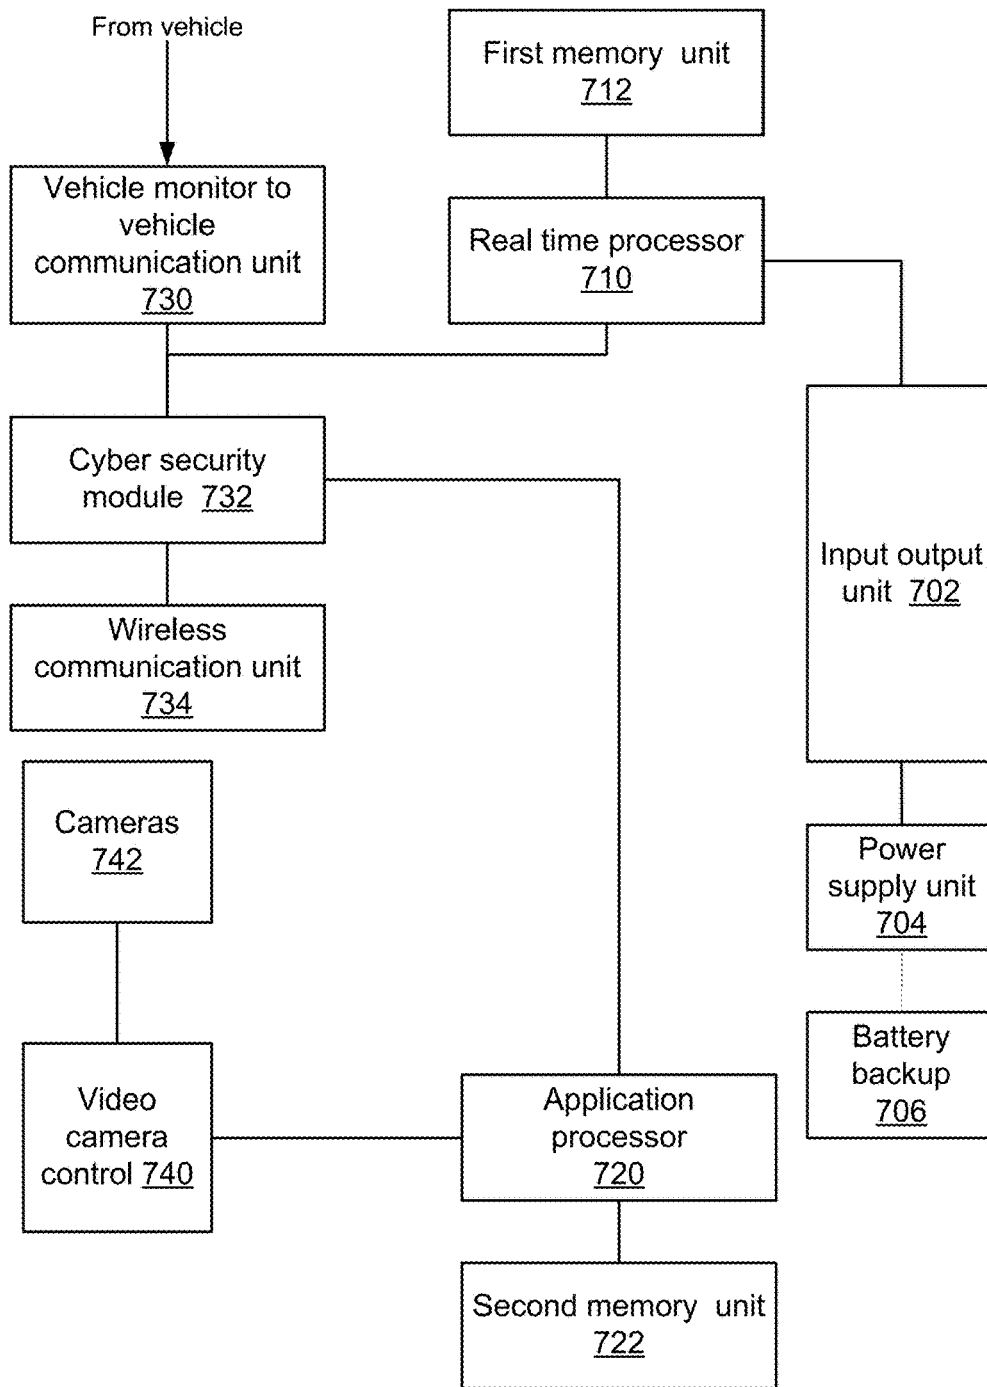 From vehicle
First memory unit
712
Vehicle monitor to
vehicle
communication unit
730
Real time processor
710
Cyber security
module 732
Input output
unit 702
Wireless
communication unit
734
Cameras
742
Power
supply unit
704
Battery
backup
706
Video
camera
control 740
Application
processor
720
Second memory unit
722